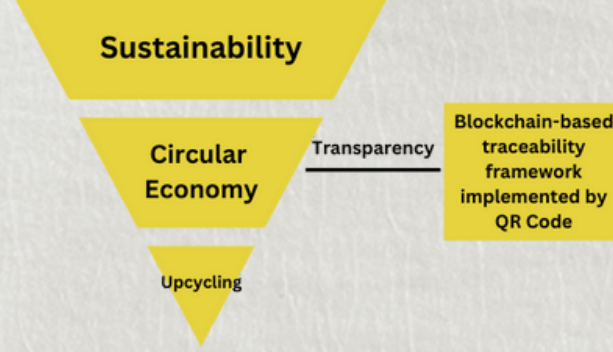 Sustainability
Circular
Economy
Transparency
Blockchain-based
traceability
framework
implemented by
QR Code
Upcycling